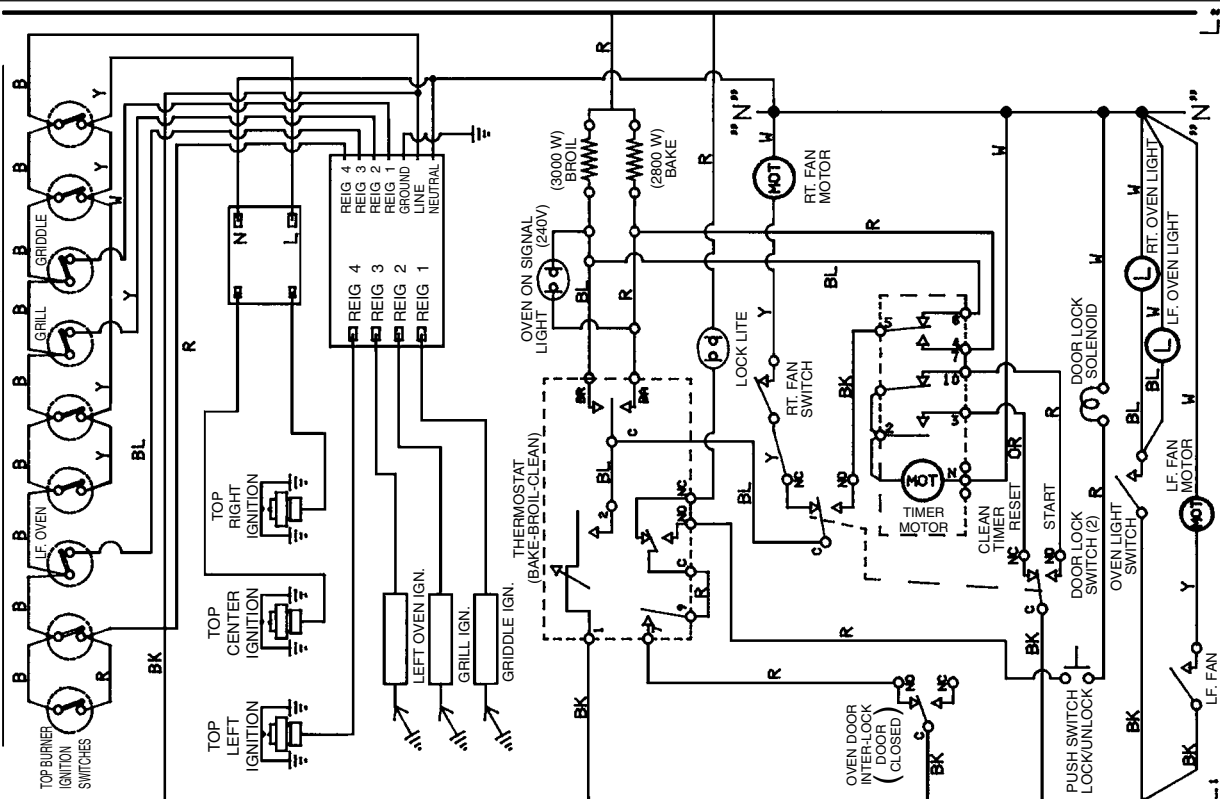 L2
B
B
B
B
B
B
B
B
Y
Y
Y
Y
Y
W
R
BL
R
BK
GRIDDLE
GRILL
LF. OVEN
TOP BURNER
IGNITION
SWITCHES
N
L
REIG 4
REIG 3
REIG 2
REIG 1
GROUND
LINE
NEUTRAL
REIG 4
REIG 3
REIG 2
REIG 1
TOP
RIGHT
IGNITION
TOP
CENTER
IGNITION
TOP
LEFT
IGNITION
LEFT OVEN IGN.
GRILL IGN.
GRIDDLE IGN.
R
R
(3000 W)
BROIL
(2800 W)
BAKE
OVEN ON SIGNAL
LIGHT (240V)
pd
BL
R
THERMOSTAT
(BAKE-BROIL-CLEAN)
BR
BA
C
BL
2
NC
NO
C
R
9
1
7
BK
LOCK LITE
pd
"N"
W
MOT
RT. FAN
MOTOR
Y
RT. FAN
SWITCH
Y
NC
NO
C
BL
BK
BL
R
5
6
4
7
10
2
3
N
MOT
TIMER
MOTOR
CLEAN
TIMER
OR
RESET
R
START
NC
NO
C
BK
DOOR LOCK
SWITCH (2)
W
W
DOOR LOCK
SOLENOID
R
R
R
OVEN DOOR
INTER-LOCK
(DOOR CLOSED)
NO
NC
C
BK
PUSH SWITCH
LOCK/UNLOCK
OVEN LIGHT
SWITCH
BK
"N"
W
W
W
L
RT. OVEN LIGHT
L
LF. OVEN LIGHT
BL
BL
W
MOT
LF. FAN
MOTOR
Y
LF. FAN
BK
L1